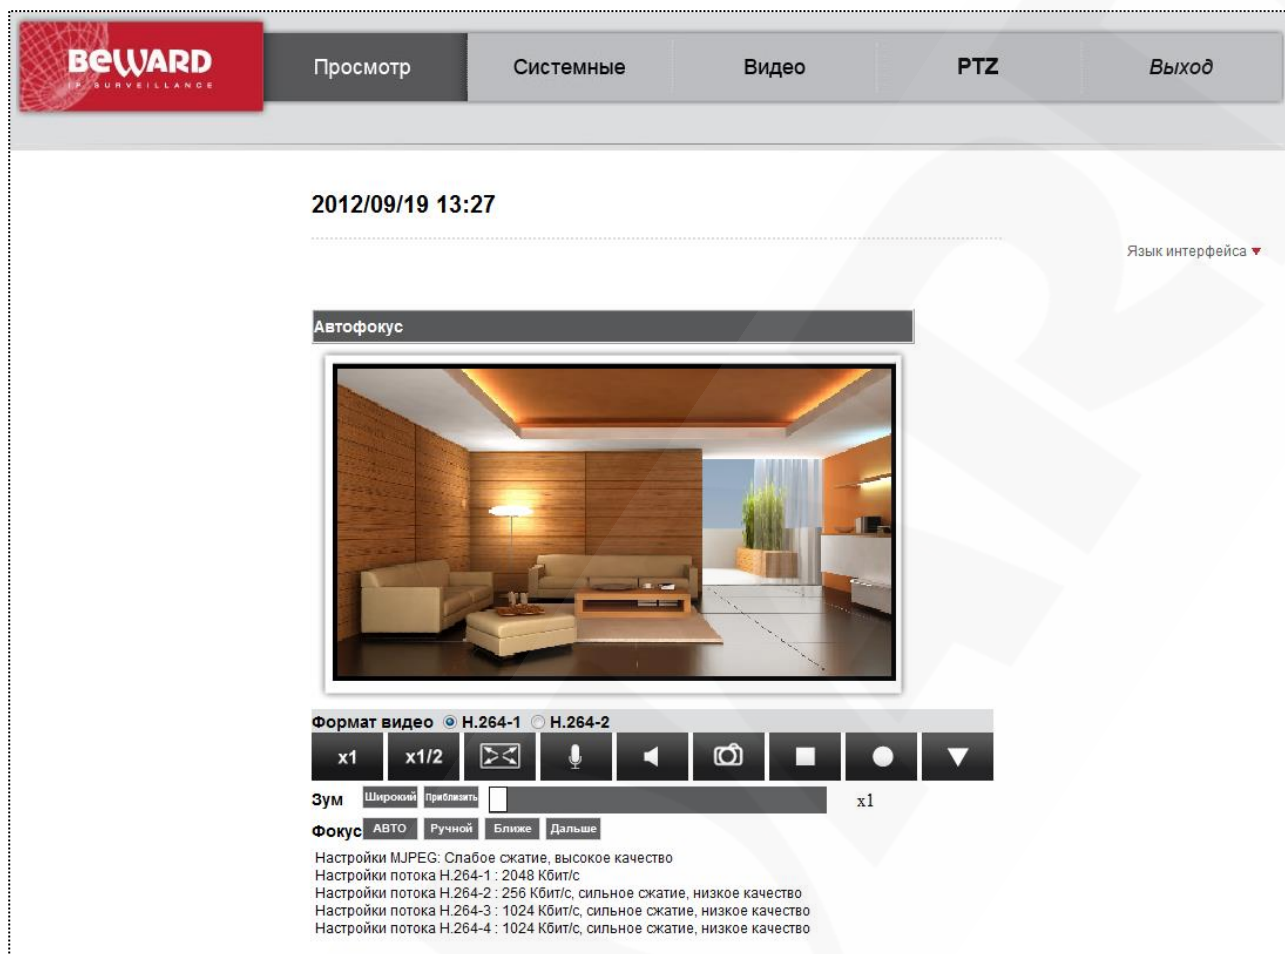 BEWARD
IP SURVEILLANCE
Просмотр
Системные
Видео
PTZ
Выход
2012/09/19 13:27
Язык интерфейса
Автофокус
Формат видео H.264-1 H.264-2
x1 x1/2
Зум Широкий Приблизить x1
Фокус АВТО Ручной Ближе Дальше
Настройки MJPEG: Слабое сжатие, высокое качество
Настройки потока H.264-1 : 2048 Кбит/с
Настройки потока H.264-2 : 256 Кбит/с, сильное сжатие, низкое качество
Настройки потока H.264-3 : 1024 Кбит/с, сильное сжатие, низкое качество
Настройки потока H.264-4 : 1024 Кбит/с, сильное сжатие, низкое качество